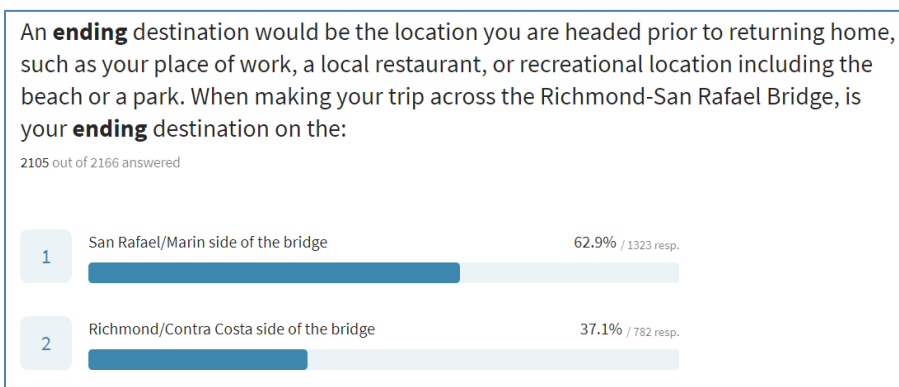 An ending destination would be the location you are headed prior to returning home,
such as your place of work, a local restaurant, or recreational location including the
beach or a park. When making your trip across the Richmond-San Rafael Bridge, is
your ending destination on the:
2105 out of 2166 answered
1 San Rafael/Marin side of the bridge 62.9% / 1323 resp.
2 Richmond/Contra Costa side of the bridge 37.1% / 782 resp.